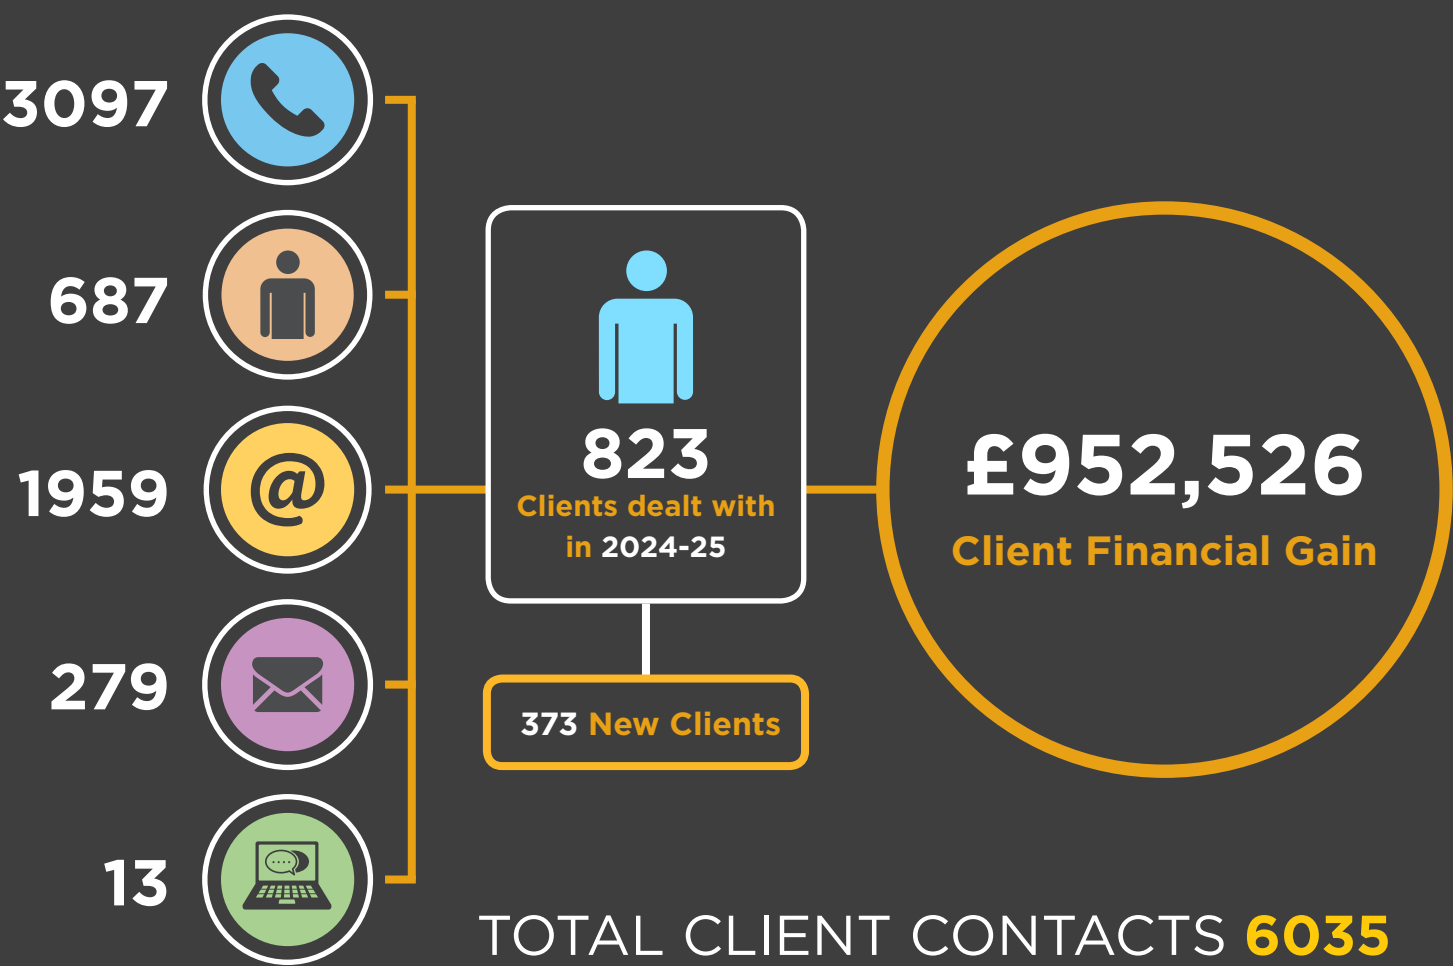 3097
687
@
1959
279
13
823
Clients dealt with
in 2024-25
373 New Clients
£952,526
Client Financial Gain
TOTAL CLIENT CONTACTS 6035